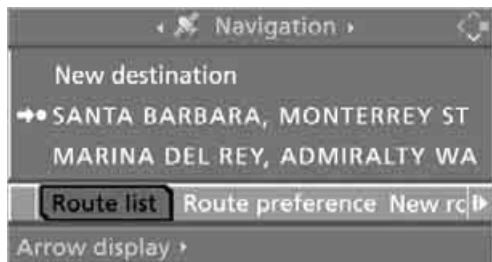 Navigation
New destination
SANTA BARBARA, MONTERREY ST
MARINA DEL REY, ADMIRALTY WA
Route list Route preference New ro
Arrow display